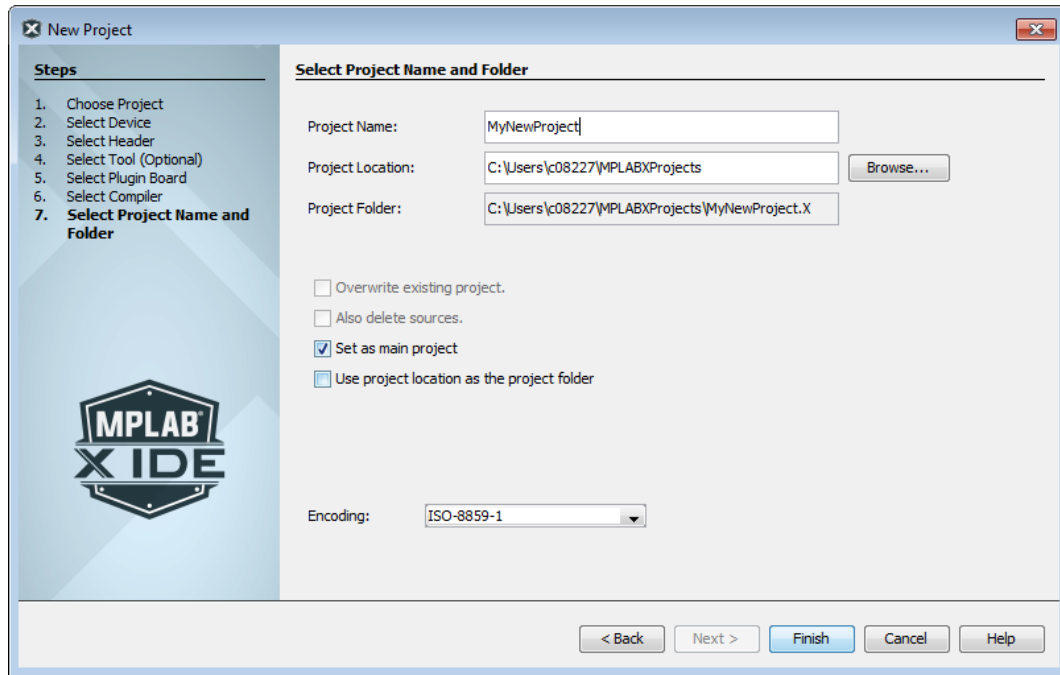 New Project
Steps
1. Choose Project
2. Select Device
3. Select Header
4. Select Tool (Optional)
5. Select Plugin Board
6. Select Compiler
7. Select Project Name and
Folder
MPLAB®
X IDE
Select Project Name and Folder
Project Name: MyNewProject
Project Location: C:\Users\c08227\MPLABXProjects Browse...
Project Folder: C:\Users\c08227\MPLABXProjects\MyNewProject.X
Overwrite existing project.
Also delete sources.
Set as main project
Use project location as the project folder
Encoding: ISO-8859-1
< Back Next > Finish Cancel Help